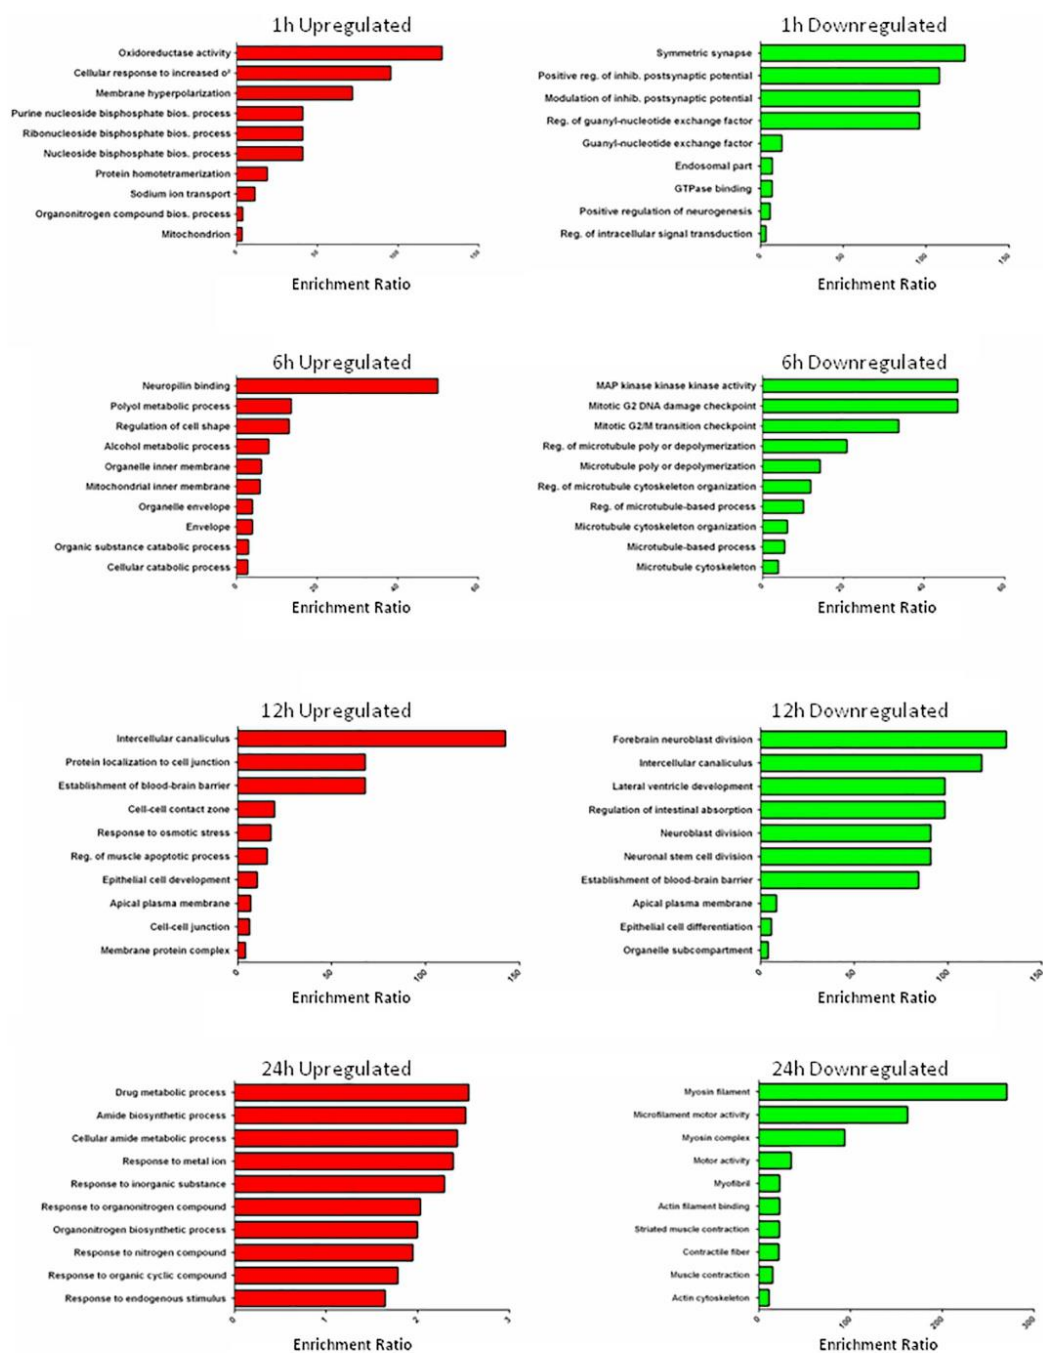 1h Upregulated
Oxidoreductase activity
Cellular response to increased o²
Membrane hyperpolarization
Purine nucleoside bisphosphate bios. process
Ribonucleoside bisphosphate bios. process
Nucleoside bisphosphate bios. process
Protein homotetramerization
Sodium ion transport
Organonitrogen compound bios. process
Mitochondrion
0 50 100 150
Enrichment Ratio
1h Downregulated
Symmetric synapse
Positive reg. of inhib. postsynaptic potential
Modulation of inhib. postsynaptic potential
Reg. of guanyl-nucleotide exchange factor
Guanyl-nucleotide exchange factor
Endosomal part
GTPase binding
Positive regulation of neurogenesis
Reg. of intracellular signal transduction
0 50 100 150
Enrichment Ratio
6h Upregulated
Neuropilin binding
Polyol metabolic process
Regulation of cell shape
Alcohol metabolic process
Organelle inner membrane
Mitochondrial inner membrane
Organelle envelope
Envelope
Organic substance catabolic process
Cellular catabolic process
0 20 40 60
Enrichment Ratio
6h Downregulated
MAP kinase kinase kinase activity
Mitotic G2 DNA damage checkpoint
Mitotic G2/M transition checkpoint
Reg. of microtubule poly or depolymerization
Microtubule poly or depolymerization
Reg. of microtubule cytoskeleton organization
Reg. of microtubule-based process
Microtubule cytoskeleton organization
Microtubule-based process
Microtubule cytoskeleton
0 20 40 60
Enrichment Ratio
12h Upregulated
Intercellular canaliculus
Protein localization to cell junction
Establishment of blood-brain barrier
Cell-cell contact zone
Response to osmotic stress
Reg. of muscle apoptotic process
Epithelial cell development
Apical plasma membrane
Cell-cell junction
Membrane protein complex
0 50 100 150
Enrichment Ratio
12h Downregulated
Forebrain neuroblast division
Intercellular canaliculus
Lateral ventricle development
Regulation of intestinal absorption
Neuroblast division
Neuronal stem cell division
Establishment of blood-brain barrier
Apical plasma membrane
Epithelial cell differentiation
Organelle subcompartment
0 50 100 150
Enrichment Ratio
24h Upregulated
Drug metabolic process
Amide biosynthetic process
Cellular amide metabolic process
Response to metal ion
Response to inorganic substance
Response to organonitrogen compound
Organonitrogen biosynthetic process
Response to nitrogen compound
Response to organic cyclic compound
Response to endogenous stimulus
0 1 2 3
Enrichment Ratio
24h Downregulated
Myosin filament
Microfilament motor activity
Myosin complex
Motor activity
Myofibril
Actin filament binding
Striated muscle contraction
Contractile fiber
Muscle contraction
Actin cytoskeleton
0 100 200 300
Enrichment Ratio